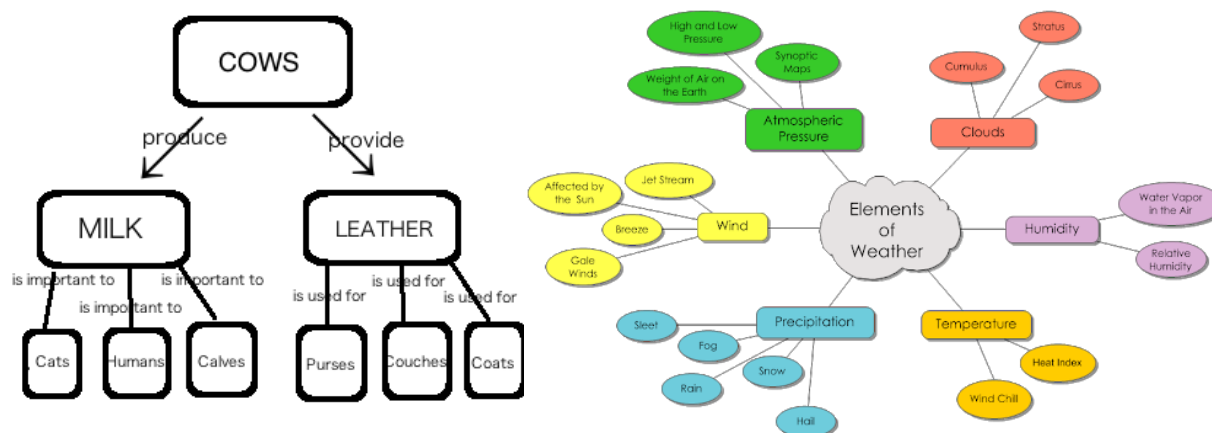 COWS
produce
provide
MILK
LEATHER
is important to
is important to
is important to
is used for
is used for
is used for
Cats
Humans
Calves
Purses
Couches
Coats
High and Low
Pressure
Synoptic
Maps
Weight of Air on
the Earth
Atmospheric
Pressure
Stratus
Cumulus
Cirrus
Clouds
Jet Stream
Affected by
the Sun
Breeze
Gale
Winds
Wind
Elements
of
Weather
Humidity
Water Vapor
in the Air
Relative
Humidity
Precipitation
Sleet
Fog
Rain
Snow
Hail
Temperature
Heat Index
Wind Chill